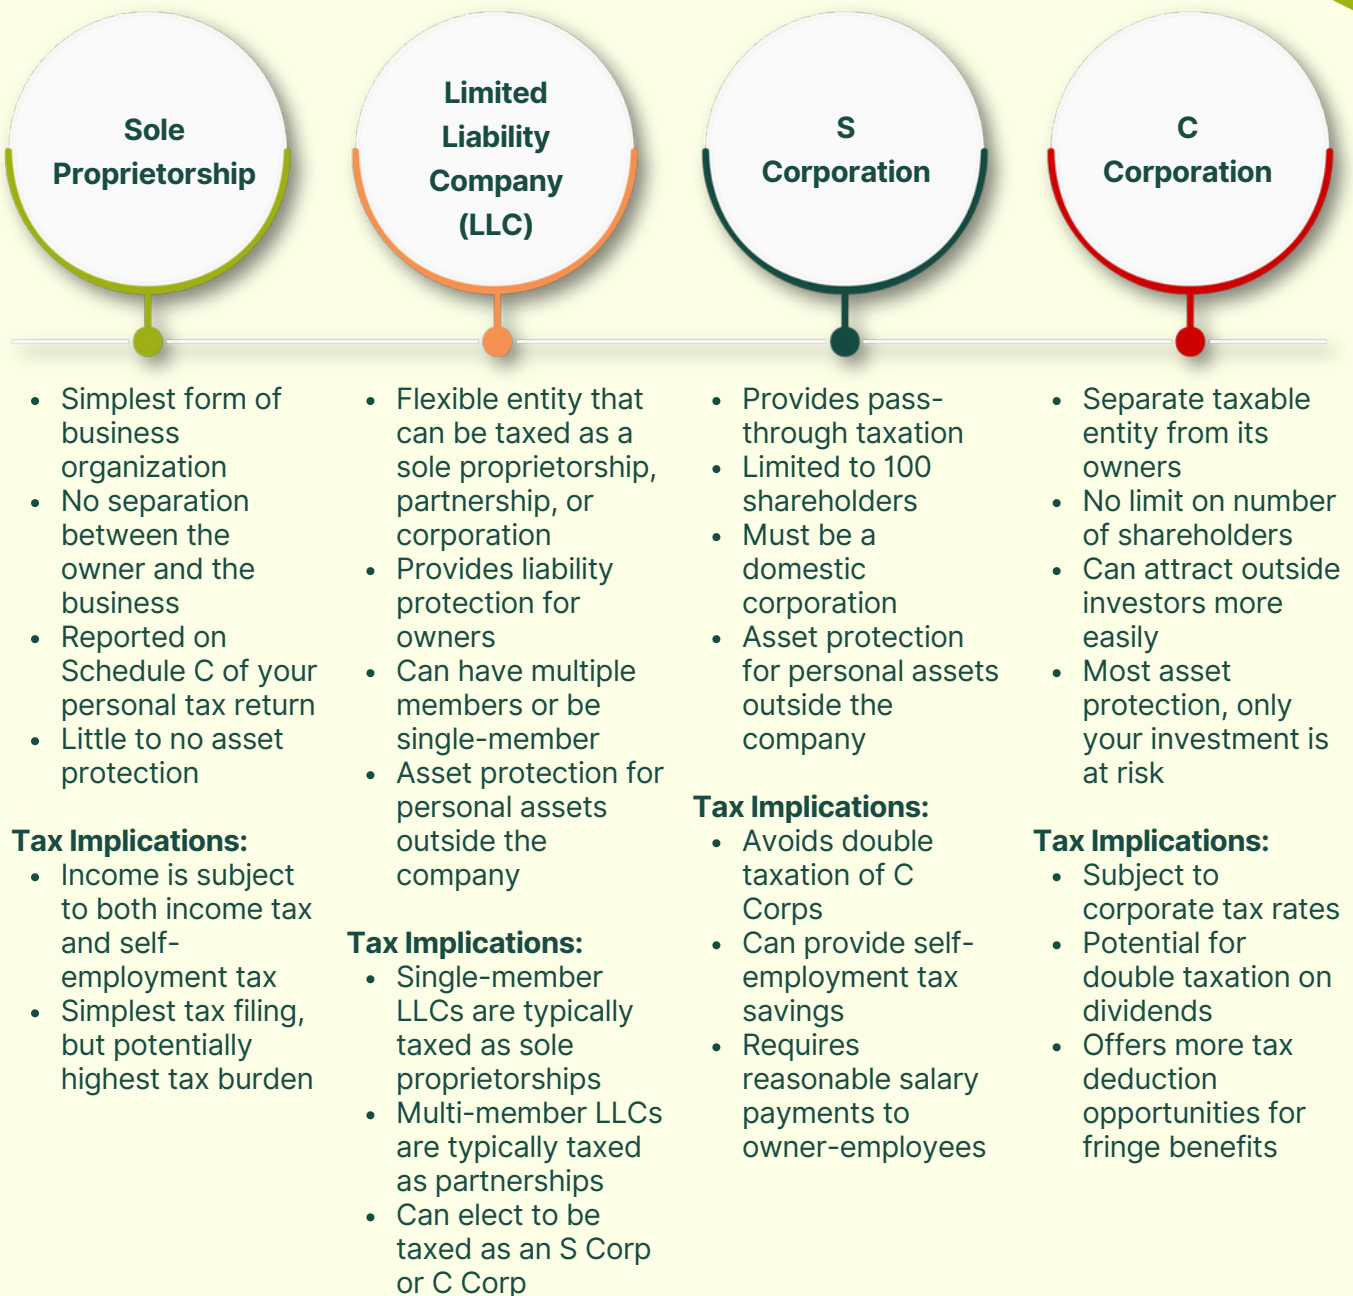 Sole
Proprietorship
• Simplest form of
business
organization
• No separation
between the
owner and the
business
• Reported on
Schedule C of your
personal tax return
• Little to no asset
protection
Tax Implications:
• Income is subject
to both income tax
and self-
employment tax
• Simplest tax filing,
but potentially
highest tax burden
Limited
Liability
Company
(LLC)
• Flexible entity that
can be taxed as a
sole proprietorship,
partnership, or
corporation
• Provides liability
protection for
owners
• Can have multiple
members or be
single-member
• Asset protection for
personal assets
outside the
company
Tax Implications:
• Single-member
LLCs are typically
taxed as sole
proprietorships
• Multi-member LLCs
are typically taxed
as partnerships
• Can elect to be
taxed as an S Corp
or C Corp
S
Corporation
• Provides pass-
through taxation
• Limited to 100
shareholders
• Must be a
domestic
corporation
• Asset protection
for personal assets
outside the
company
Tax Implications:
• Avoids double
taxation of C
Corps
• Can provide self-
employment tax
savings
• Requires
reasonable salary
payments to
owner-employees
C
Corporation
• Separate taxable
entity from its
owners
• No limit on number
of shareholders
• Can attract outside
investors more
easily
• Most asset
protection, only
your investment is
at risk
Tax Implications:
• Subject to
corporate tax rates
• Potential for
double taxation on
dividends
• Offers more tax
deduction
opportunities for
fringe benefits